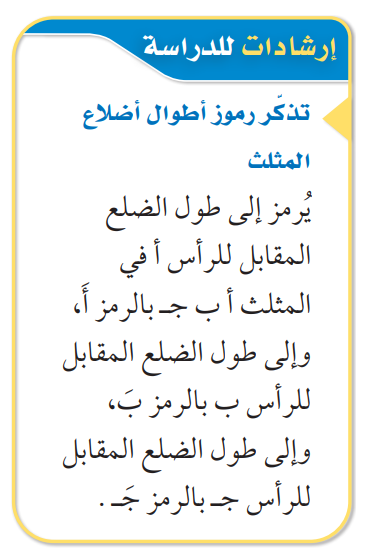 إرشادات للدراسة
تذكّر رموز أطوال أضلاع
المثلث
يُرمز إلى طول الضلع
المقابل للرأس أ في
المثلث أ ب جـ بالرمز أَ،
وإلى طول الضلع المقابل
للرأس ب بالرمز بَ،
وإلى طول الضلع المقابل
للرأس جـ بالرمز جَـ .